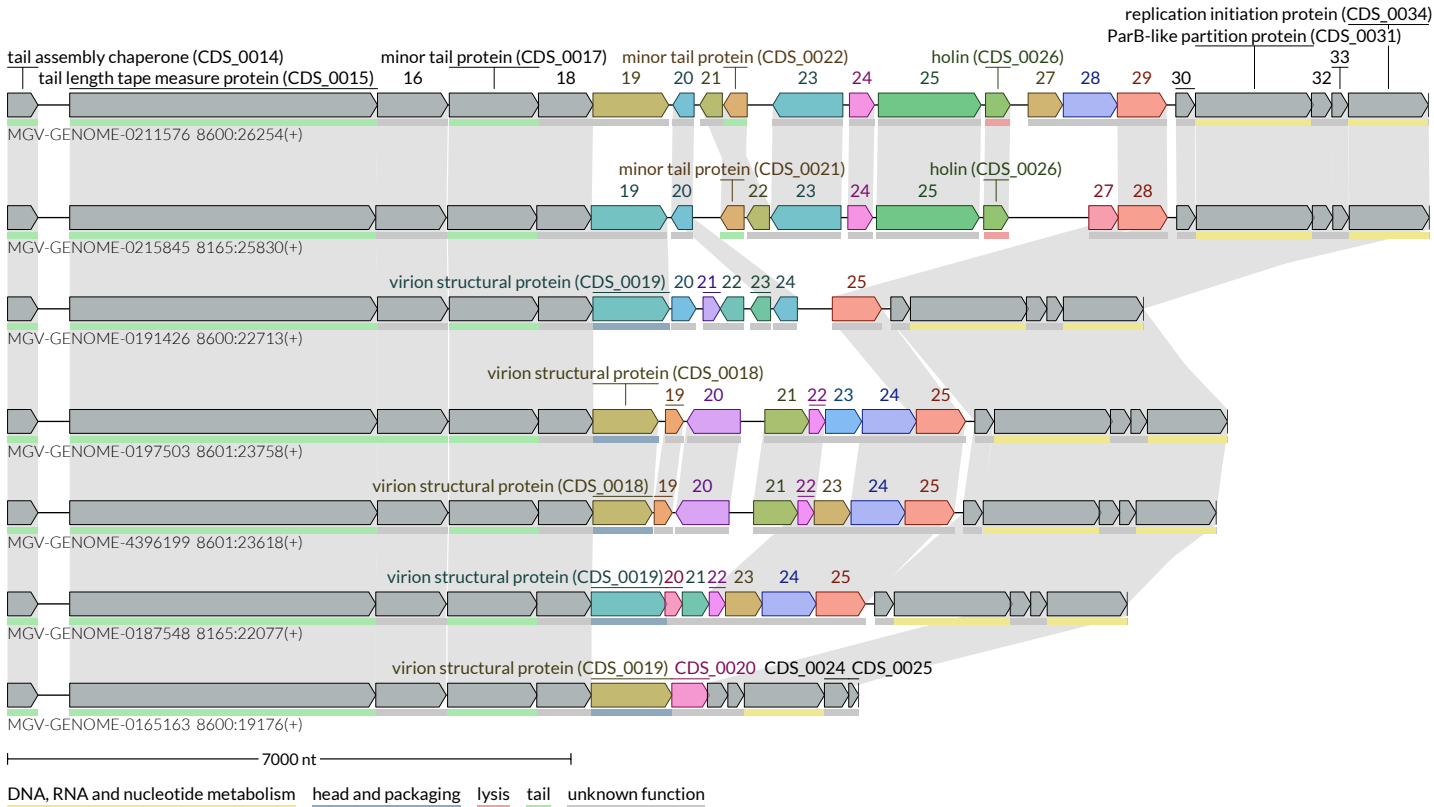 replication initiation protein (CDS_0034)
ParB-like partition protein (CDS_0031)
tail assembly chaperone (CDS_0014) minor tail protein (CDS_0017) minor tail protein (CDS_0022) holin (CDS_0026) 33
tail length tape measure protein (CDS_0015) 16 18 19 20 21 23 24 25 27 28 29 30 32
MGV-GENOME-0211576 8600:26254(+)
minor tail protein (CDS_0021) holin (CDS_0026)
19 20 22 23 24 25 27 28
MGV-GENOME-0215845 8165:25830(+)
virion structural protein (CDS_0019) 20 21 22 23 24 25
MGV-GENOME-0191426 8600:22713(+)
virion structural protein (CDS_0018)
19 20 21 22 23 24 25
MGV-GENOME-0197503 8601:23758(+)
virion structural protein (CDS_0018) 19 20 21 22 23 24 25
MGV-GENOME-4396199 8601:23618(+)
virion structural protein (CDS_0019) 20 21 22 23 24 25
MGV-GENOME-0187548 8165:22077(+)
virion structural protein (CDS_0019) CDS_0020 CDS_0024 CDS_0025
MGV-GENOME-0165163 8600:19176(+)
7000 nt
DNA, RNA and nucleotide metabolism head and packaging lysis tail unknown function